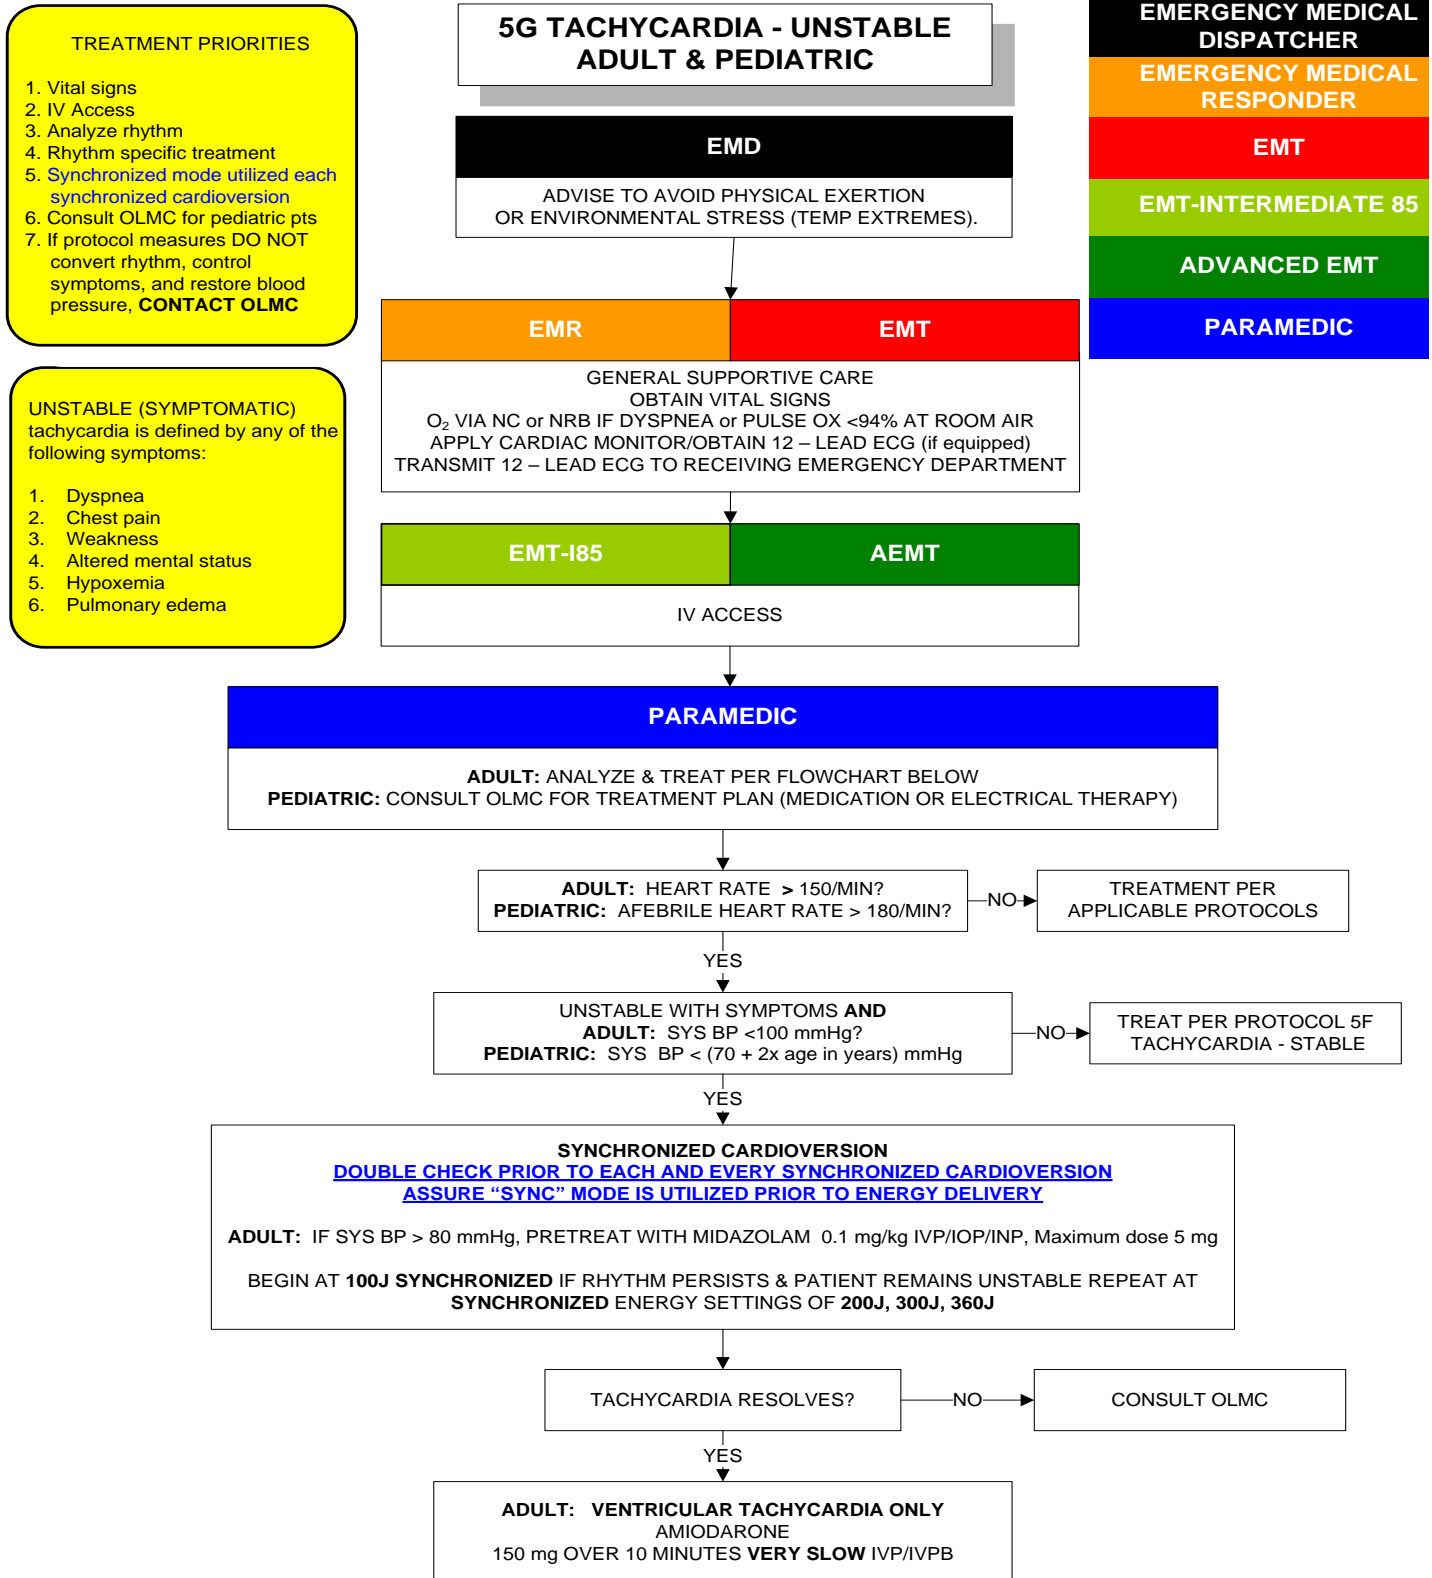 5G TACHYCARDIA - UNSTABLE
ADULT & PEDIATRIC
TREATMENT PRIORITIES
1. Vital signs
2. IV Access
3. Analyze rhythm
4. Rhythm specific treatment
5. Synchronized mode utilized each
synchronized cardioversion
6. Consult OLMC for pediatric pts
7. If protocol measures DO NOT
convert rhythm, control
symptoms, and restore blood
pressure, CONTACT OLMC
UNSTABLE (SYMPTOMATIC)
tachycardia is defined by any of the
following symptoms:
1. Dyspnea
2. Chest pain
3. Weakness
4. Altered mental status
5. Hypoxemia
6. Pulmonary edema
EMERGENCY MEDICAL
DISPATCHER
EMERGENCY MEDICAL
RESPONDER
EMT
EMT-INTERMEDIATE 85
ADVANCED EMT
PARAMEDIC
EMD
ADVISE TO AVOID PHYSICAL EXERTION
OR ENVIRONMENTAL STRESS (TEMP EXTREMES).
EMR
EMT
GENERAL SUPPORTIVE CARE
OBTAIN VITAL SIGNS
O₂ VIA NC or NRB IF DYSPNEA or PULSE OX <94% AT ROOM AIR
APPLY CARDIAC MONITOR/OBTAIN 12 – LEAD ECG (if equipped)
TRANSMIT 12 – LEAD ECG TO RECEIVING EMERGENCY DEPARTMENT
EMT-I85
AEMT
IV ACCESS
PARAMEDIC
ADULT: ANALYZE & TREAT PER FLOWCHART BELOW
PEDIATRIC: CONSULT OLMC FOR TREATMENT PLAN (MEDICATION OR ELECTRICAL THERAPY)
ADULT: HEART RATE > 150/MIN?
PEDIATRIC: AFEBRILE HEART RATE > 180/MIN?
NO
TREATMENT PER
APPLICABLE PROTOCOLS
YES
UNSTABLE WITH SYMPTOMS AND
ADULT: SYS BP <100 mmHg?
PEDIATRIC: SYS BP < (70 + 2x age in years) mmHg
NO
TREAT PER PROTOCOL 5F
TACHYCARDIA - STABLE
YES
SYNCHRONIZED CARDIOVERSION
DOUBLE CHECK PRIOR TO EACH AND EVERY SYNCHRONIZED CARDIOVERSION
ASSURE “SYNC” MODE IS UTILIZED PRIOR TO ENERGY DELIVERY
ADULT: IF SYS BP > 80 mmHg, PRETREAT WITH MIDAZOLAM 0.1 mg/kg IVP/IOP/INP, Maximum dose 5 mg
BEGIN AT 100J SYNCHRONIZED IF RHYTHM PERSISTS & PATIENT REMAINS UNSTABLE REPEAT AT
SYNCHRONIZED ENERGY SETTINGS OF 200J, 300J, 360J
TACHYCARDIA RESOLVES?
NO
CONSULT OLMC
YES
ADULT: VENTRICULAR TACHYCARDIA ONLY
AMIODARONE
150 mg OVER 10 MINUTES VERY SLOW IVP/IVPB